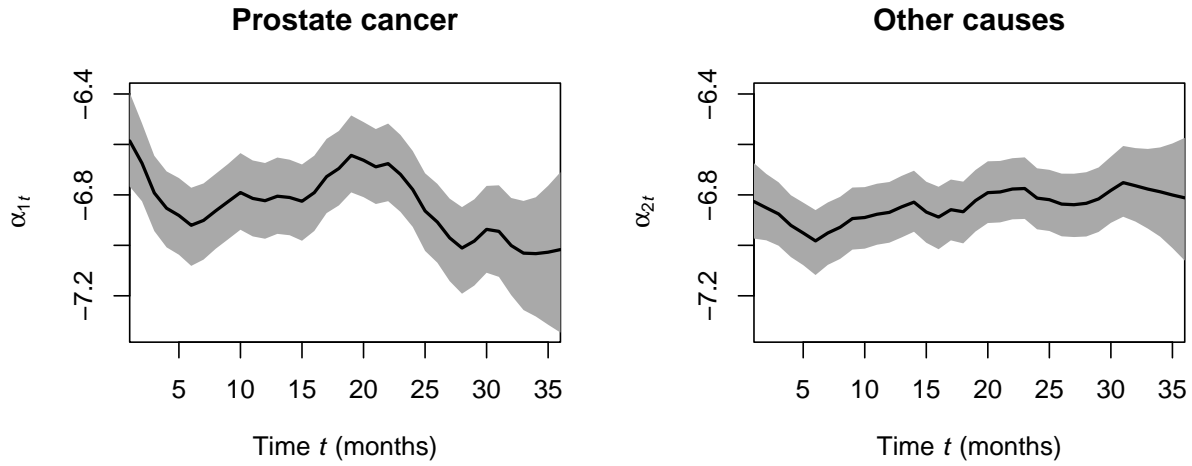 Prostate cancer
α1t
−6.4
−6.8
−7.2
5 10 15 20 25 30 35
Time t (months)
Other causes
α2t
−6.4
−6.8
−7.2
5 10 15 20 25 30 35
Time t (months)